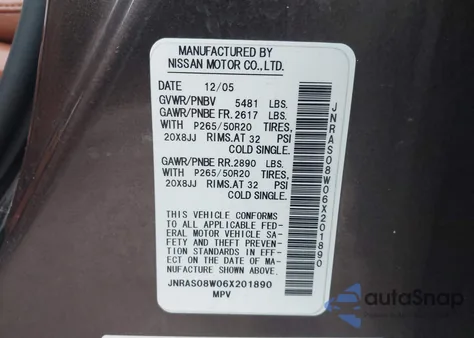 MANUFACTURED BY
NISSAN MOTOR CO.,LTD.
DATE 12/05
GVWR/PNBV 5481 LBS.
GAWR/PNBE FR. 2617 LBS.
WITH P265/50R20 TIRES,
20X8JJ RIMS.AT 32 PSI
COLD SINGLE.
GAWR/PNBE RR. 2890 LBS.
WITH P265/50R20 TIRES,
20X8JJ RIMS.AT 32 PSI
COLD SINGLE.
THIS VEHICLE CONFORMS
TO ALL APPLICABLE FED-
ERAL MOTOR VEHICLE SA-
FETY AND THEFT PREVEN-
TION STANDARDS IN EFF-
ECT ON THE DATE OF MA-
NUFACTURE SHOWN ABOVE.
JNRAS08W06X201890
MPV
JNRAS08W06X201890
autoSnap